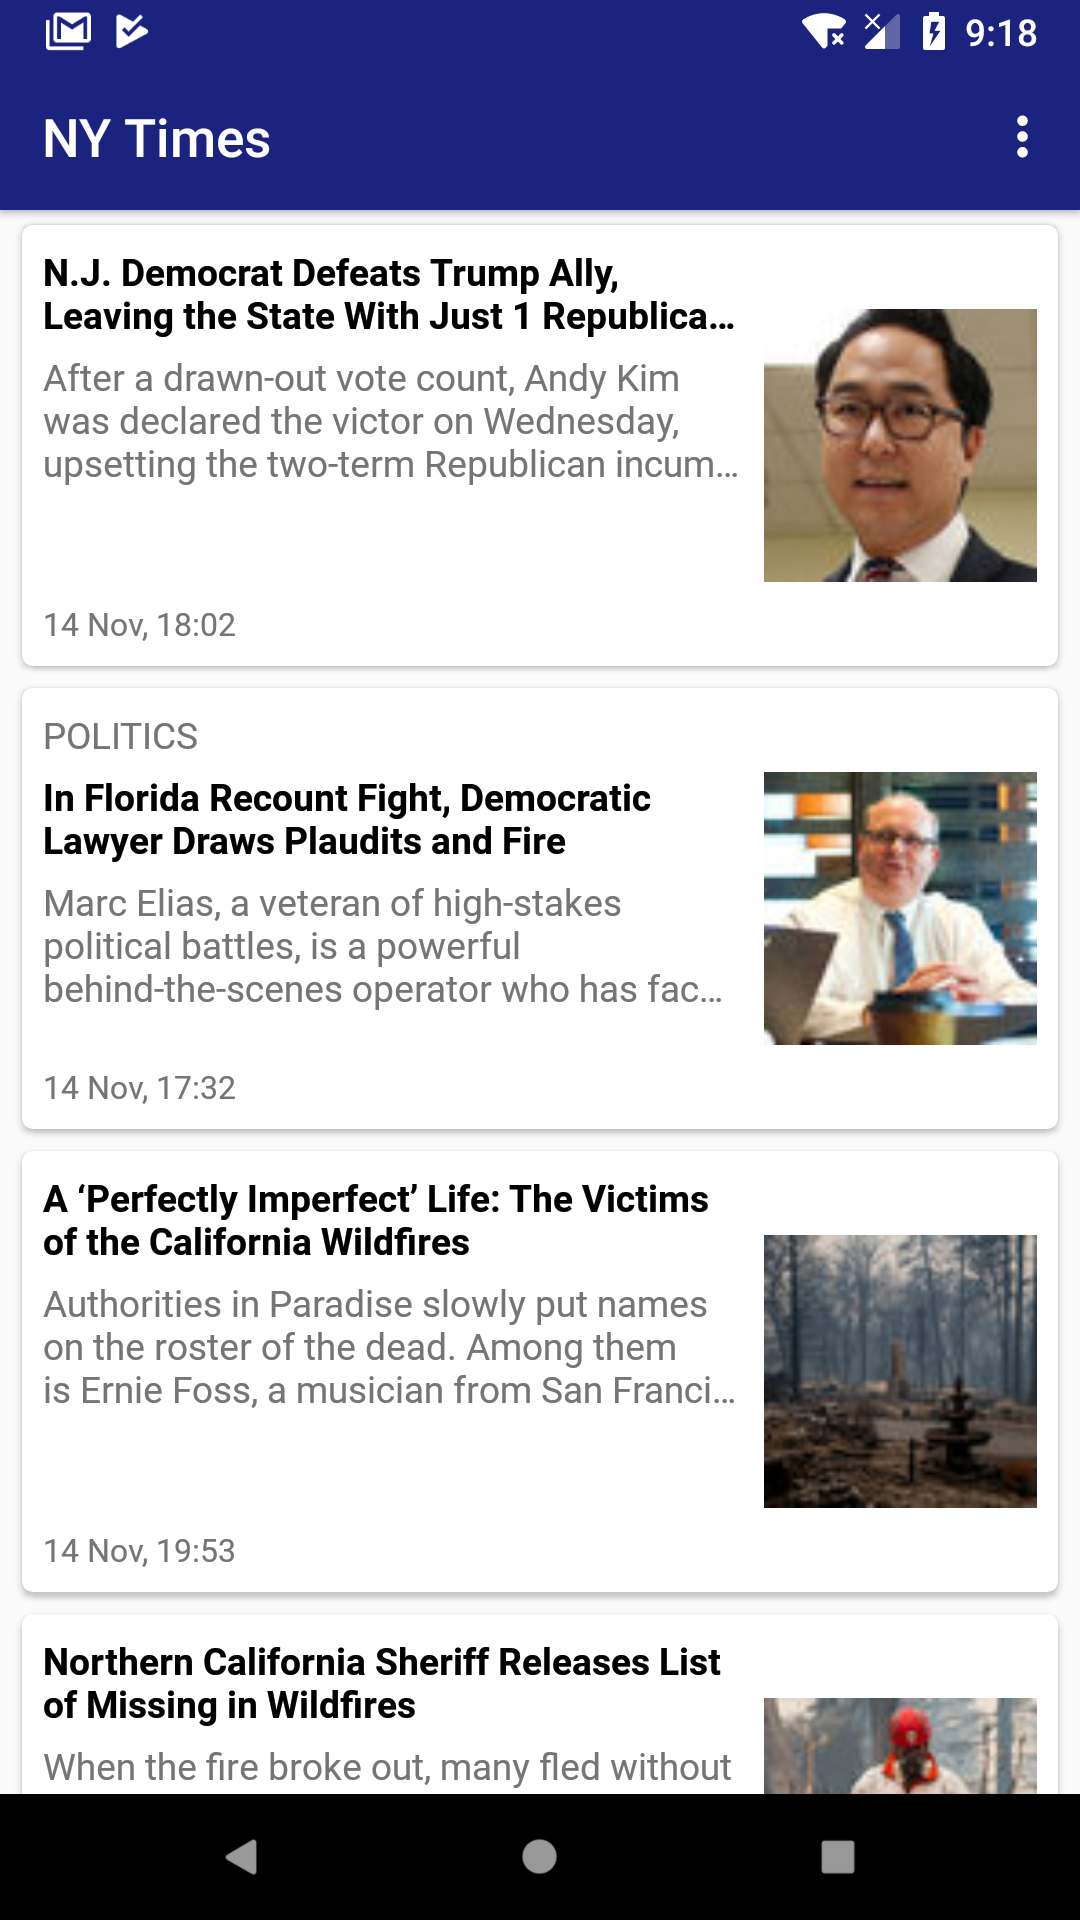 9:18
NY Times
N.J. Democrat Defeats Trump Ally,
Leaving the State With Just 1 Republica…
After a drawn-out vote count, Andy Kim
was declared the victor on Wednesday,
upsetting the two-term Republican incum…
14 Nov, 18:02
POLITICS
In Florida Recount Fight, Democratic
Lawyer Draws Plaudits and Fire
Marc Elias, a veteran of high-stakes
political battles, is a powerful
behind-the-scenes operator who has fac…
14 Nov, 17:32
A ‘Perfectly Imperfect’ Life: The Victims
of the California Wildfires
Authorities in Paradise slowly put names
on the roster of the dead. Among them
is Ernie Foss, a musician from San Franci…
14 Nov, 19:53
Northern California Sheriff Releases List
of Missing in Wildfires
When the fire broke out, many fled without